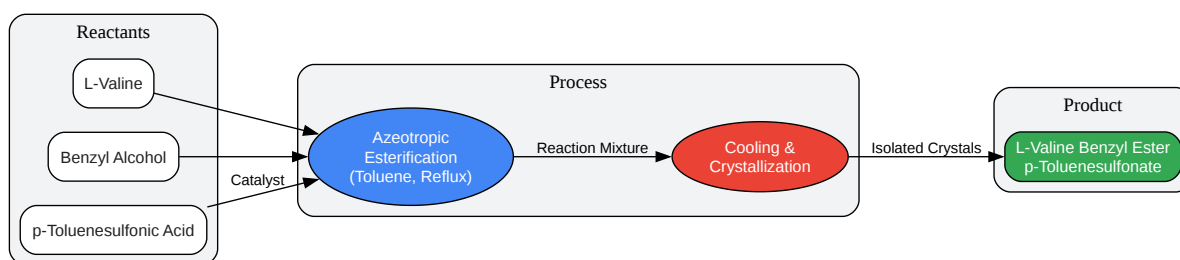 Reactants
L-Valine
Benzyl Alcohol
p-Toluenesulfonic Acid
Catalyst
Process
Azeotropic
Esterification
(Toluene, Reflux)
Reaction Mixture
Cooling &
Crystallization
Isolated Crystals
Product
L-Valine Benzyl Ester
p-Toluenesulfonate